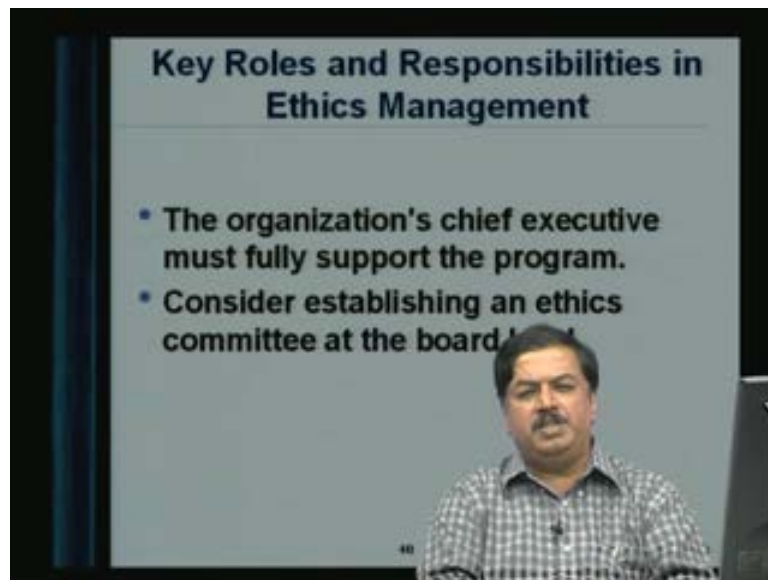 Key Roles and Responsibilities in
Ethics Management
• The organization's chief executive
must fully support the program.
• Consider establishing an ethics
committee at the board